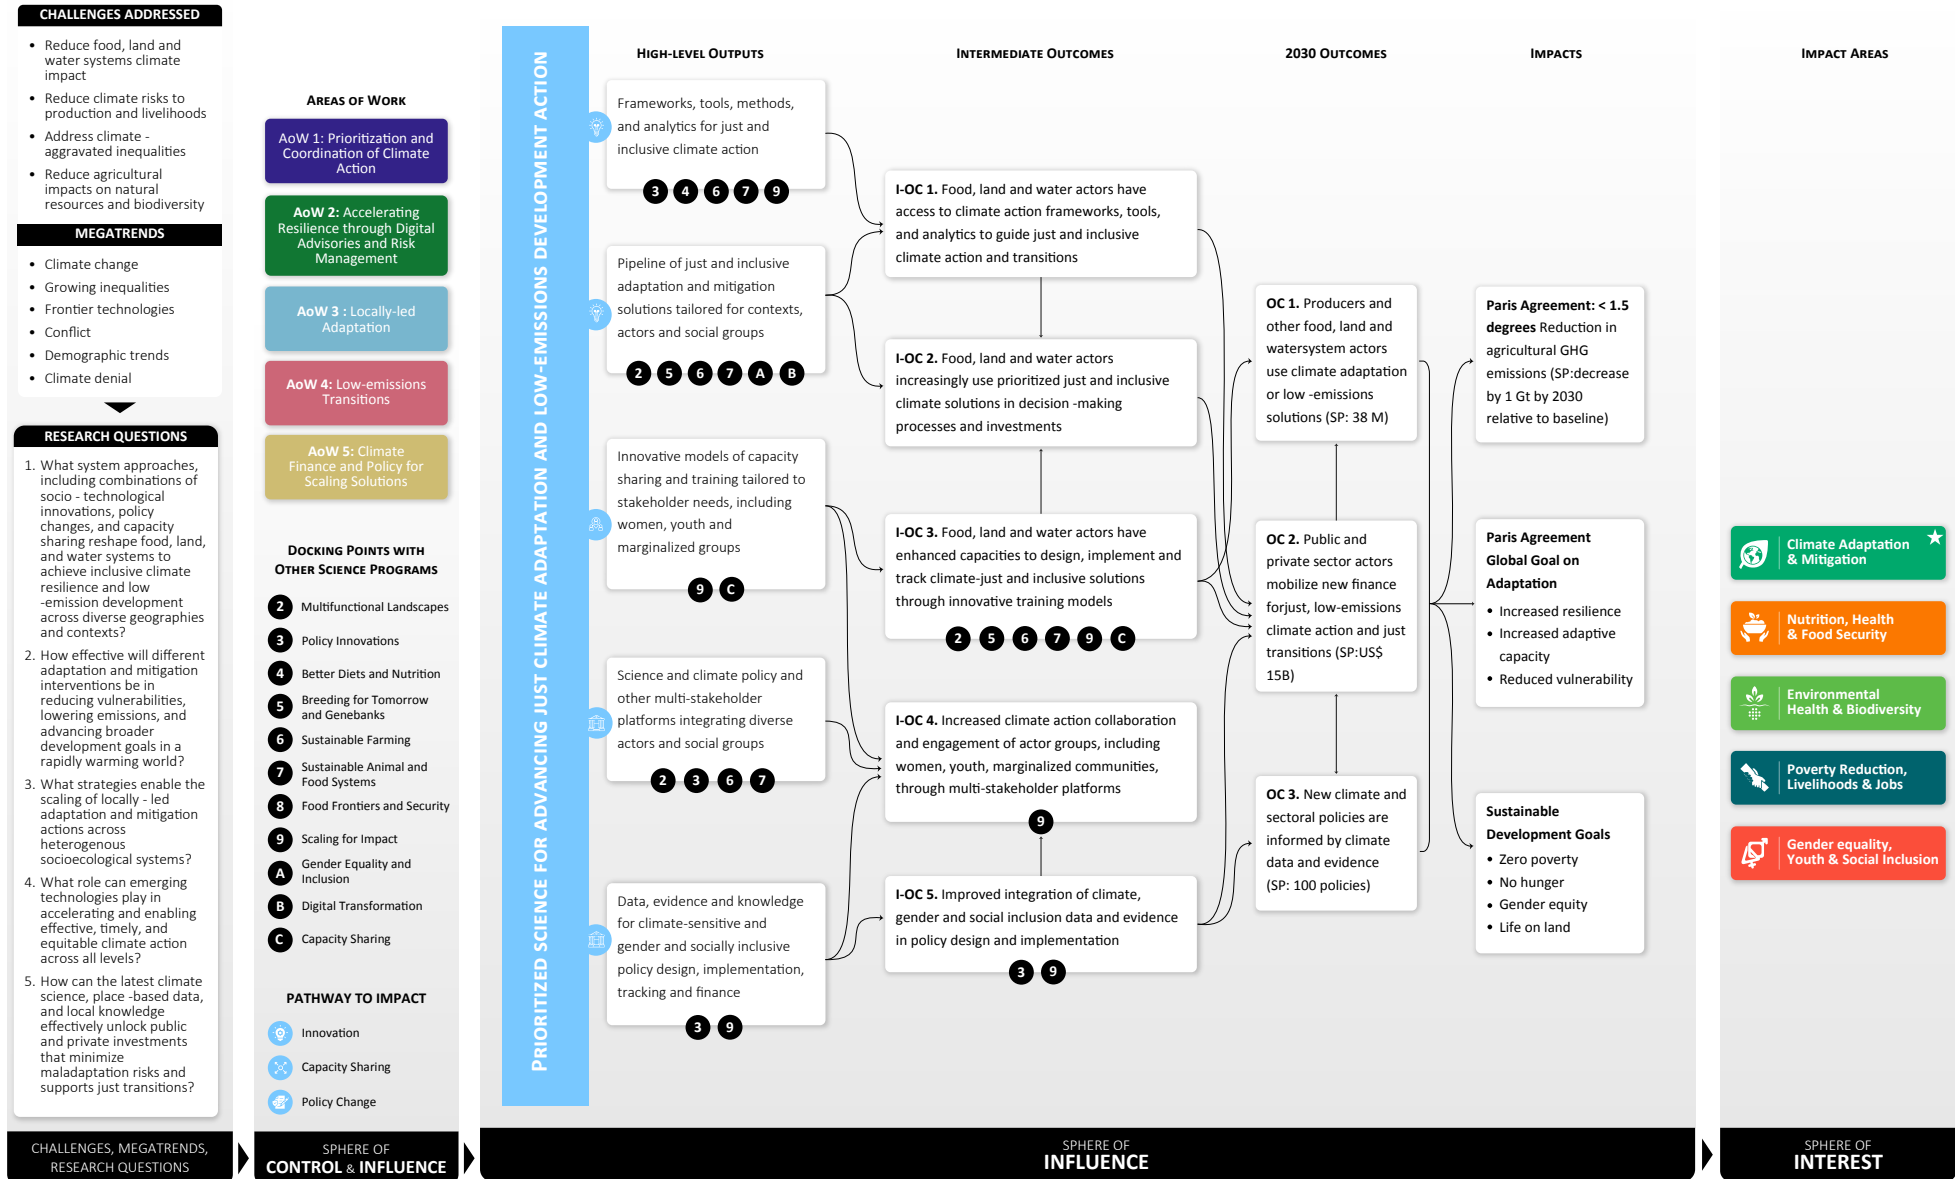 CHALLENGES ADDRESSED
• Reduce food, land and
water systems climate
impact
• Reduce climate risks to
production and livelihoods
• Address climate -
aggravated inequalities
• Reduce agricultural
impacts on natural
resources and biodiversity
MEGATRENDS
• Climate change
• Growing inequalities
• Frontier technologies
• Conflict
• Demographic trends
• Climate denial
RESEARCH QUESTIONS
1. What system approaches,
including combinations of
socio - technological
innovations, policy
changes, and capacity
sharing reshape food, land,
and water systems to
achieve inclusive climate
resilience and low
-emission development
across diverse geographies
and contexts?
2. How effective will different
adaptation and mitigation
interventions be in
reducing vulnerabilities,
lowering emissions, and
advancing broader
development goals in a
rapidly warming world?
3. What strategies enable the
scaling of locally - led
adaptation and mitigation
actions across
heterogenous
socioecological systems?
4. What role can emerging
technologies play in
accelerating and enabling
effective, timely, and
equitable climate action
across all levels?
5. How can the latest climate
science, place -based data,
and local knowledge
effectively unlock public
and private investments
that minimize
maladaptation risks and
supports just transitions?
CHALLENGES, MEGATRENDS,
RESEARCH QUESTIONS
AREAS OF WORK
AoW 1: Prioritization and
Coordination of Climate
Action
AoW 2: Accelerating
Resilience through Digital
Advisories and Risk
Management
AoW 3 : Locally-led
Adaptation
AoW 4: Low-emissions
Transitions
AoW 5: Climate
Finance and Policy for
Scaling Solutions
DOCKING POINTS WITH
OTHER SCIENCE PROGRAMS
2 Multifunctional Landscapes
3 Policy Innovations
4 Better Diets and Nutrition
5 Breeding for Tomorrow
and Genebanks
6 Sustainable Farming
7 Sustainable Animal and
Food Systems
8 Food Frontiers and Security
9 Scaling for Impact
A Gender Equality and
Inclusion
B Digital Transformation
C Capacity Sharing
PATHWAY TO IMPACT
Innovation
Capacity Sharing
Policy Change
SPHERE OF
CONTROL & INFLUENCE
PRIORITIZED SCIENCE FOR ADVANCING JUST CLIMATE ADAPTATION AND LOW-EMISSIONS DEVELOPMENT ACTION
HIGH-LEVEL OUTPUTS
Frameworks, tools, methods,
and analytics for just and
inclusive climate action
3 4 6 7 9
Pipeline of just and inclusive
adaptation and mitigation
solutions tailored for contexts,
actors and social groups
2 5 6 7 A B
Innovative models of capacity
sharing and training tailored to
stakeholder needs, including
women, youth and
marginalized groups
9 C
Science and climate policy and
other multi-stakeholder
platforms integrating diverse
actors and social groups
2 3 6 7
Data, evidence and knowledge
for climate-sensitive and
gender and socially inclusive
policy design, implementation,
tracking and finance
3 9
INTERMEDIATE OUTCOMES
I-OC 1. Food, land and water actors have
access to climate action frameworks, tools,
and analytics to guide just and inclusive
climate action and transitions
I-OC 2. Food, land and water actors
increasingly use prioritized just and inclusive
climate solutions in decision -making
processes and investments
I-OC 3. Food, land and water actors have
enhanced capacities to design, implement and
track climate-just and inclusive solutions
through innovative training models
2 5 6 7 9 C
I-OC 4. Increased climate action collaboration
and engagement of actor groups, including
women, youth, marginalized communities,
through multi-stakeholder platforms
9
I-OC 5. Improved integration of climate,
gender and social inclusion data and evidence
in policy design and implementation
3 9
2030 OUTCOMES
OC 1. Producers and
other food, land and
watersystem actors
use climate adaptation
or low -emissions
solutions (SP: 38 M)
OC 2. Public and
private sector actors
mobilize new finance
forjust, low-emissions
climate action and just
transitions (SP:US$
15B)
OC 3. New climate and
sectoral policies are
informed by climate
data and evidence
(SP: 100 policies)
IMPACTS
Paris Agreement: < 1.5
degrees Reduction in
agricultural GHG
emissions (SP:decrease
by 1 Gt by 2030
relative to baseline)
Paris Agreement
Global Goal on
Adaptation
• Increased resilience
• Increased adaptive
capacity
• Reduced vulnerability
Sustainable
Development Goals
• Zero poverty
• No hunger
• Gender equity
• Life on land
SPHERE OF
INFLUENCE
IMPACT AREAS
Climate Adaptation
& Mitigation
Nutrition, Health
& Food Security
Environmental
Health & Biodiversity
Poverty Reduction,
Livelihoods & Jobs
Gender equality,
Youth & Social Inclusion
SPHERE OF
INTEREST